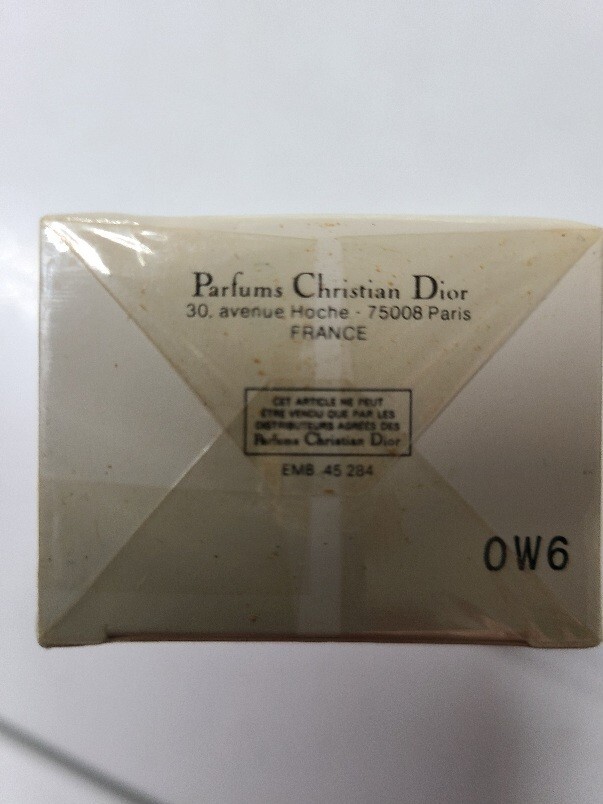 Parfums Christian Dior
30, avenue Hoche - 75008 Paris
FRANCE
CET ARTICLE NE PEUT
ÊTRE VENDU QUE PAR LES
DISTRIBUTEURS AGRÉÉS DES
Parfums Christian Dior
EMB. 45 284
0W6